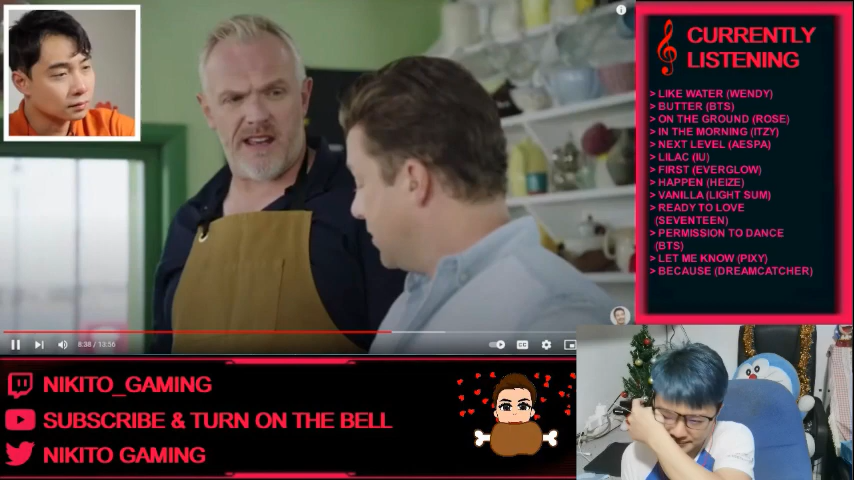 CURRENTLY
LISTENING
> LIKE WATER (WENDY)
> BUTTER (BTS)
> ON THE GROUND (ROSE)
> IN THE MORNING (ITZY)
> NEXT LEVEL (AESPA)
> LILAC (IU)
> FIRST (EVERGLOW)
> HAPPEN (HEIZE)
> VANILLA (LIGHT SUM)
> READY TO LOVE
(SEVENTEEN)
> PERMISSION TO DANCE
(BTS)
> LET ME KNOW (PIXY)
> BECAUSE (DREAMCATCHER)
8:38 / 13:56
CC
NIKITO_GAMING
SUBSCRIBE & TURN ON THE BELL
NIKITO GAMING